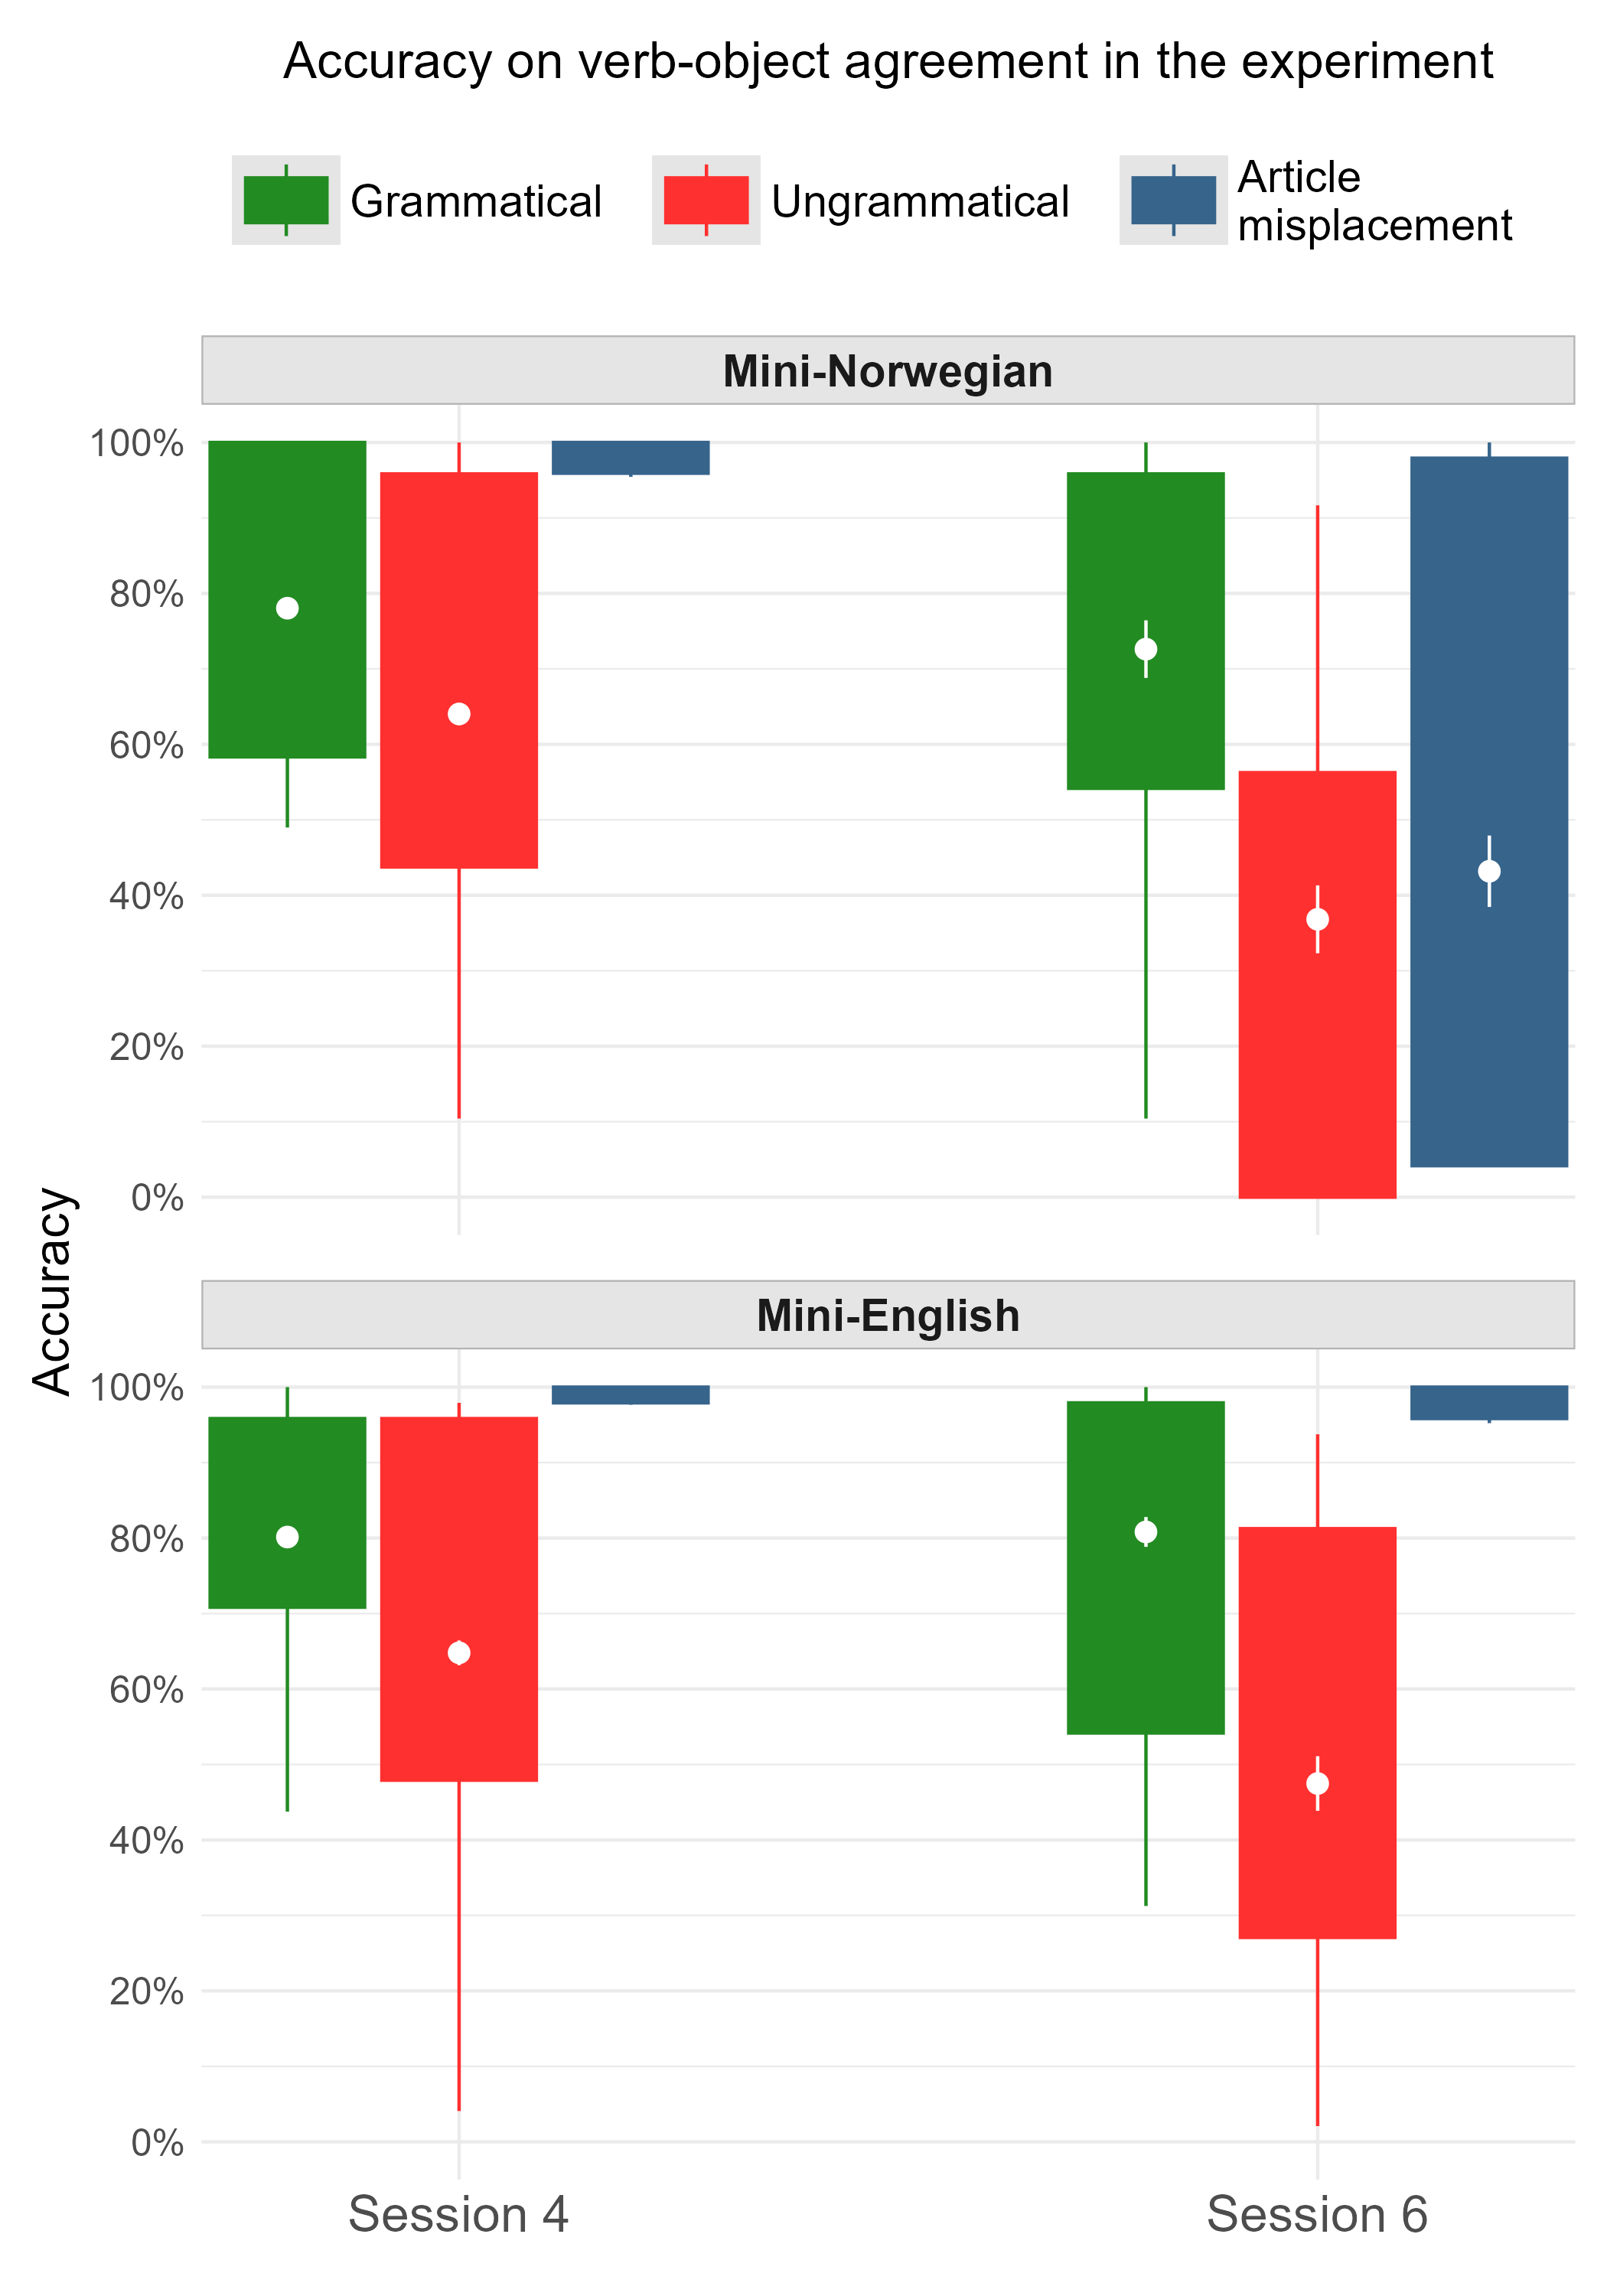 Accuracy on verb-object agreement in the experiment
Grammatical
Ungrammatical
Article
misplacement
Mini-Norwegian
100%
80%
60%
40%
20%
0%
Accuracy
Mini-English
100%
80%
60%
40%
20%
0%
Session 4
Session 6